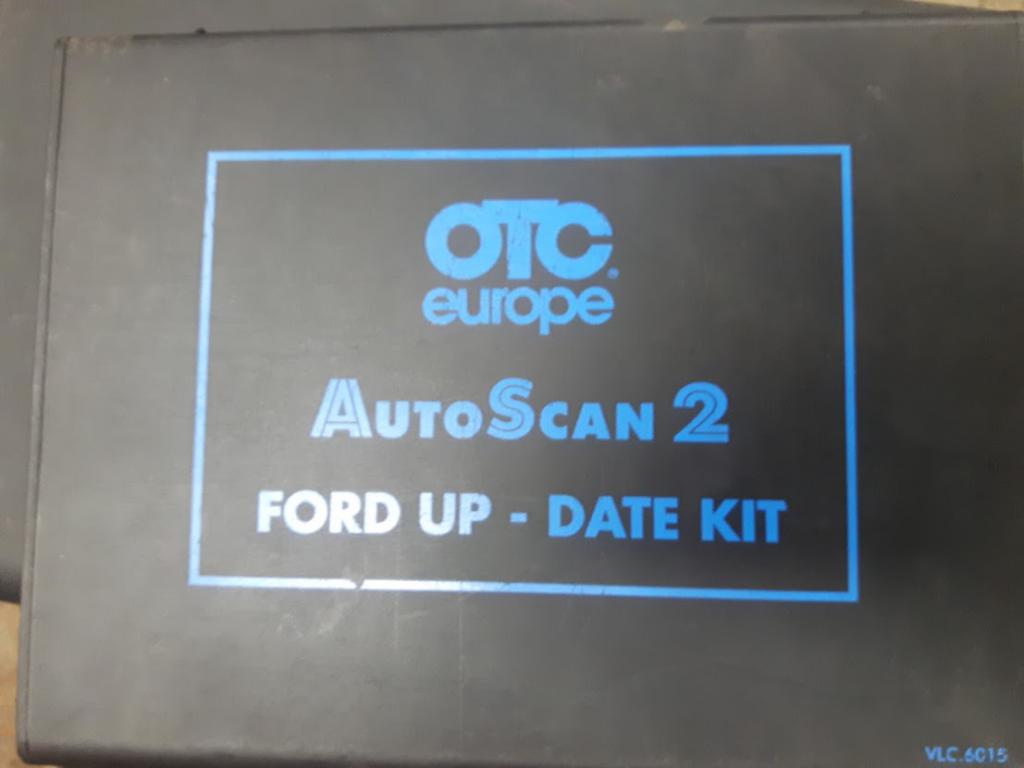 OTC®
europe
AUTOSCAN 2
FORD UP - DATE KIT
VLC.6015